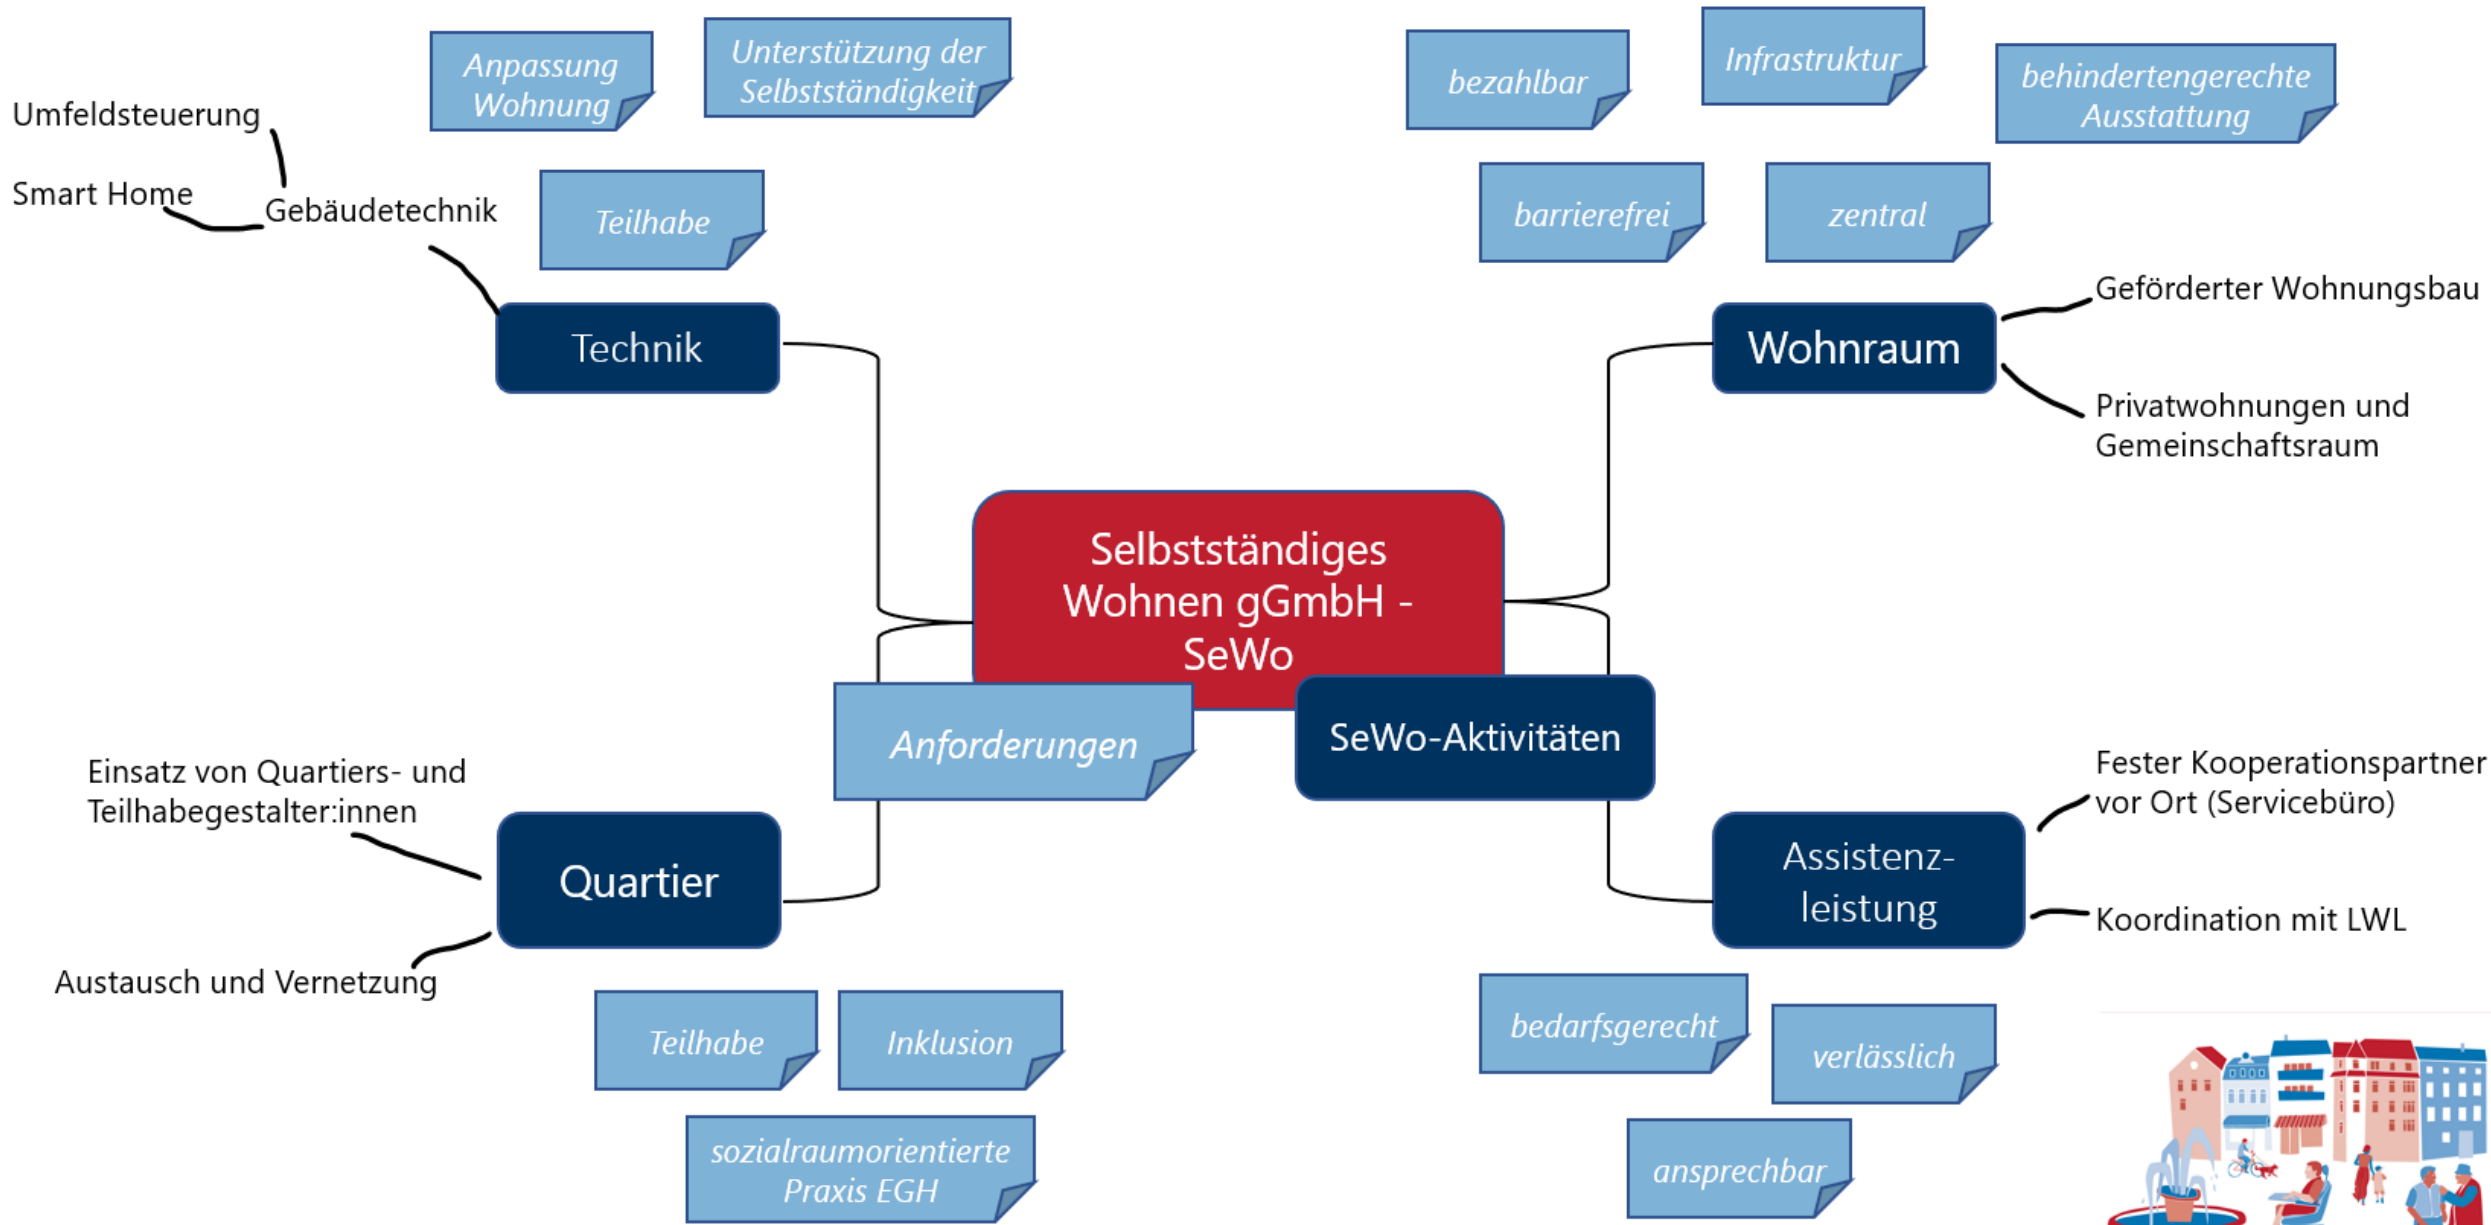 Anpassung
Wohnung
Unterstützung der
Selbstständigkeit
Teilhabe
Umfeldsteuerung
Smart Home
Gebäudetechnik
Technik
bezahlbar
Infrastruktur
behindertengerechte
Ausstattung
barrierefrei
zentral
Wohnraum
Geförderter Wohnungsbau
Privatwohnungen und
Gemeinschaftsraum
Selbstständiges
Wohnen gGmbH -
SeWo
Anforderungen
SeWo-Aktivitäten
Einsatz von Quartiers- und
Teilhabegestalter:innen
Quartier
Austausch und Vernetzung
Teilhabe
Inklusion
sozialraumorientierte
Praxis EGH
Fester Kooperationspartner
vor Ort (Servicebüro)
Assistenz-
leistung
Koordination mit LWL
bedarfsgerecht
verlässlich
ansprechbar